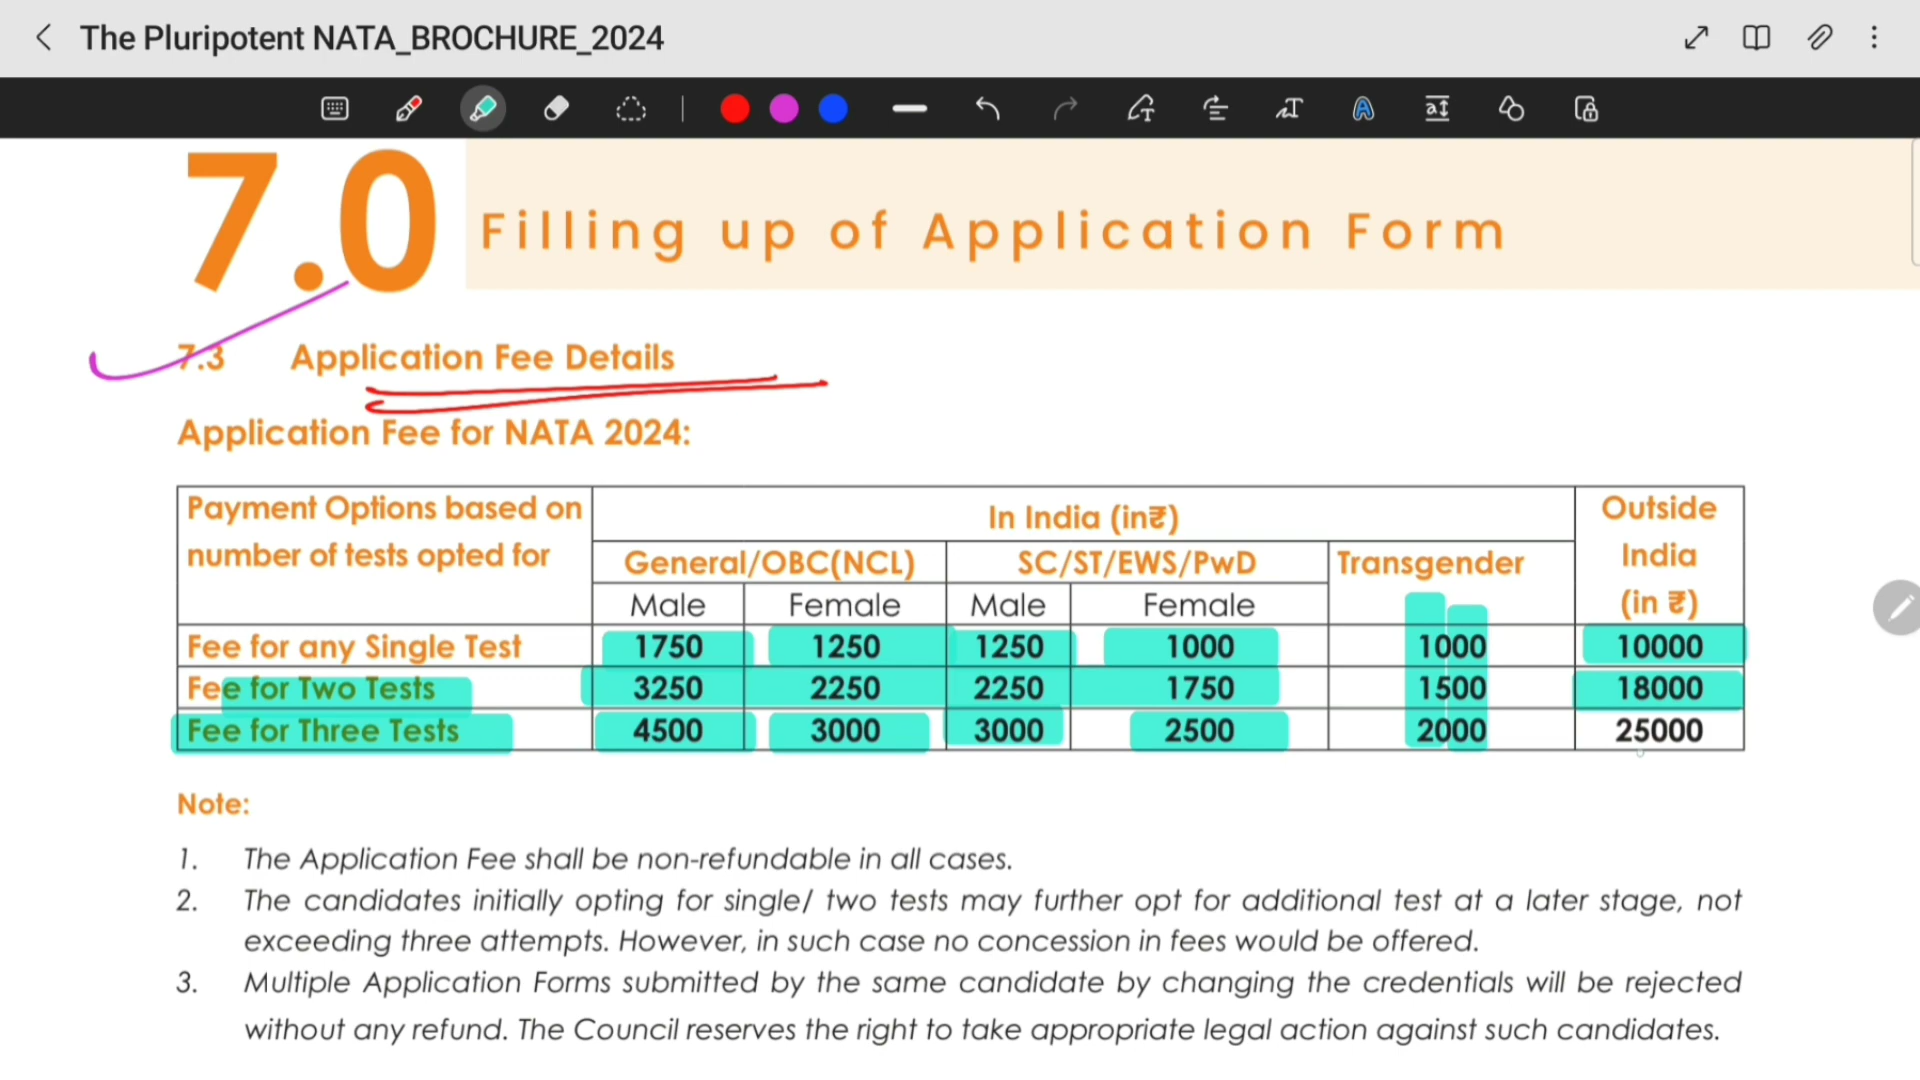 The Pluripotent NATA_BROCHURE_2024
7.0 Filling up of Application Form
7.3 Application Fee Details
Application Fee for NATA 2024:
Payment Options based on number of tests opted for In India (in₹) Outside India (in ₹)
General/OBC(NCL) SC/ST/EWS/PwD Transgender
Male Female Male Female
Fee for any Single Test 1750 1250 1250 1000 1000 10000
Fee for Two Tests 3250 2250 2250 1750 1500 18000
Fee for Three Tests 4500 3000 3000 2500 2000 25000
Note:
1. The Application Fee shall be non-refundable in all cases.
2. The candidates initially opting for single/ two tests may further opt for additional test at a later stage, not
exceeding three attempts. However, in such case no concession in fees would be offered.
3. Multiple Application Forms submitted by the same candidate by changing the credentials will be rejected
without any refund. The Council reserves the right to take appropriate legal action against such candidates.